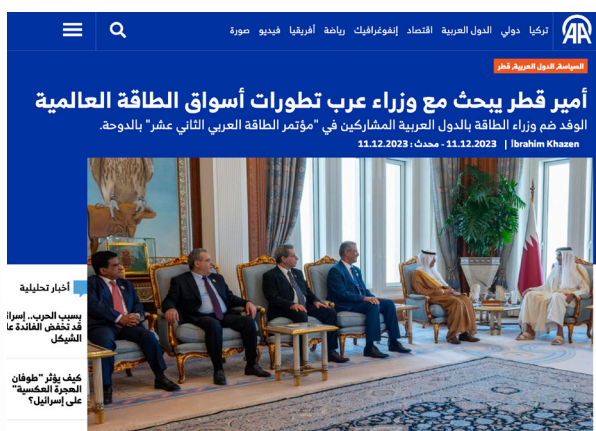 AA
تركيا دولي الدول العربية اقتصاد إنفوغرافيك رياضة أفريقيا فيديو صورة
السياسة, الدول العربية, قطر
أمير قطر يبحث مع وزراء عرب تطورات أسواق الطاقة العالمية
الوفد ضم وزراء الطاقة بالدول العربية المشاركين في "مؤتمر الطاقة العربي الثاني عشر" بالدوحة.
İbrahim Khazen | 11.12.2023 - محدث : 11.12.2023
أخبار تحليلية
بسبب الحرب..
قد تخفض الفائدة
الشيكل
كيف يؤثر "طوفان
الهجرة العكسية"
على إسرائيل؟